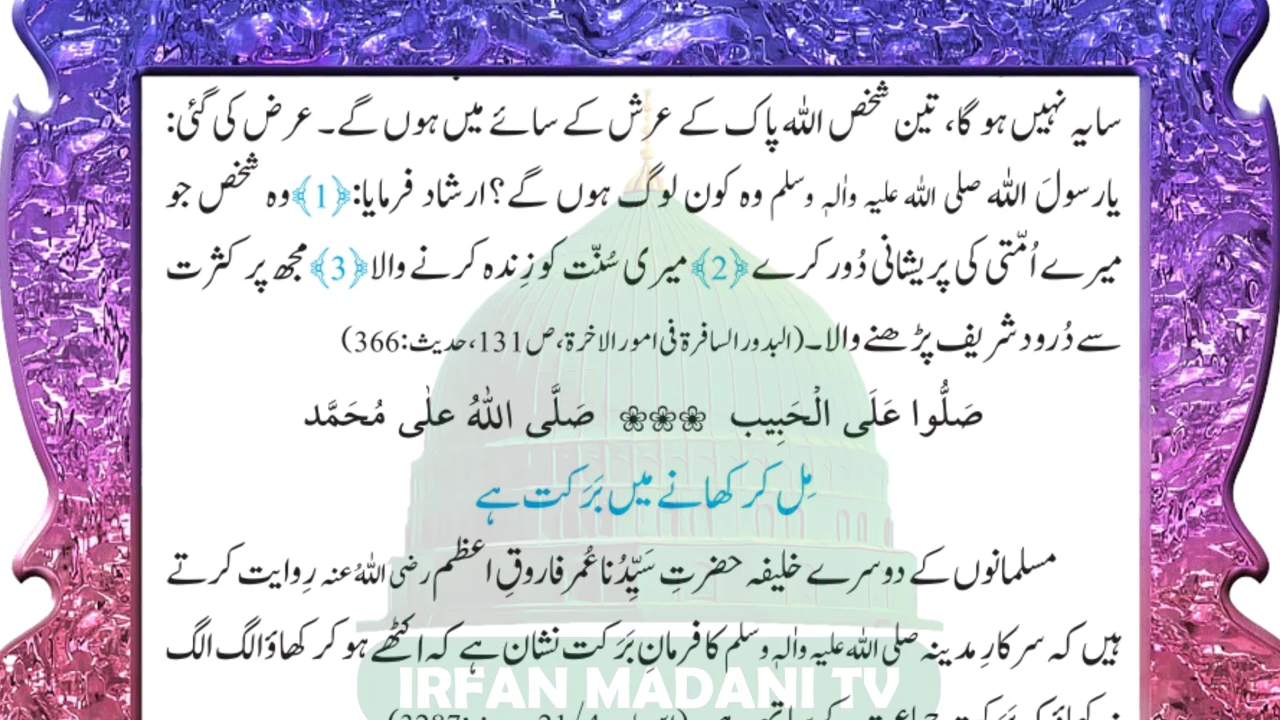 سایہ نہیں ہو گا، تین شخص اللہ پاک کے عرش کے سائے میں ہوں گے۔ عرض کی گئی:
یارسولَ اللہ صلی اللہ علیہ واٰلہٖ وسلم وہ کون لوگ ہوں گے؟ ارشاد فرمایا: ﴿1﴾ وہ شخص جو
میرے اُمّتی کی پریشانی دُور کرے ﴿2﴾ میری سُنّت کو زِندہ کرنے والا ﴿3﴾ مجھ پر کثرت
سے دُرود شریف پڑھنے والا۔ (البدور السافرۃ فی امور الاخرۃ، ص131، حدیث:366)
صَلُّوا عَلَی الْحَبِیب ❀❀❀ صَلَّی اللهُ علٰی مُحَمَّد
مِل کر کھانے میں بَرَکت ہے
مسلمانوں کے دوسرے خلیفہ حضرتِ سَیِّدُنا عُمر فاروقِ اعظم رضی اللہُ عنہ رِوایت کرتے
ہیں کہ سرکارِ مدینہ صلی اللہ علیہ واٰلہٖ وسلم کا فرمانِ بَرَکت نشان ہے کہ اکٹھے ہو کر کھاؤ الگ الگ
IRFAN MADANI TV